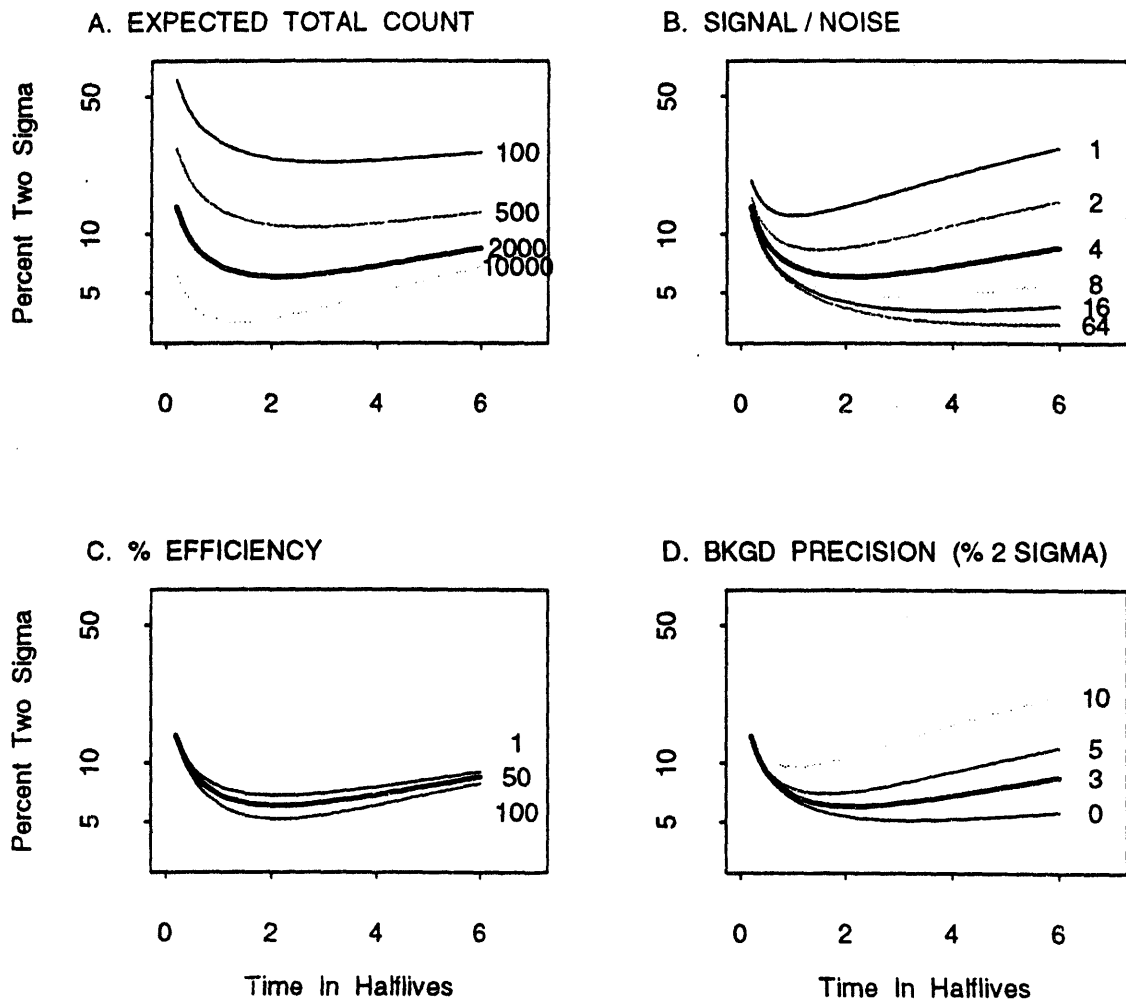 A. EXPECTED TOTAL COUNT
Percent Two Sigma
50
10
5
100
500
2000
10000
0 2 4 6
B. SIGNAL / NOISE
50
10
5
1
2
4
8
16
64
0 2 4 6
C. % EFFICIENCY
Percent Two Sigma
50
10
5
1
50
100
0 2 4 6
Time In Halflives
D. BKGD PRECISION (% 2 SIGMA)
50
10
5
10
5
3
0
0 2 4 6
Time In Halflives